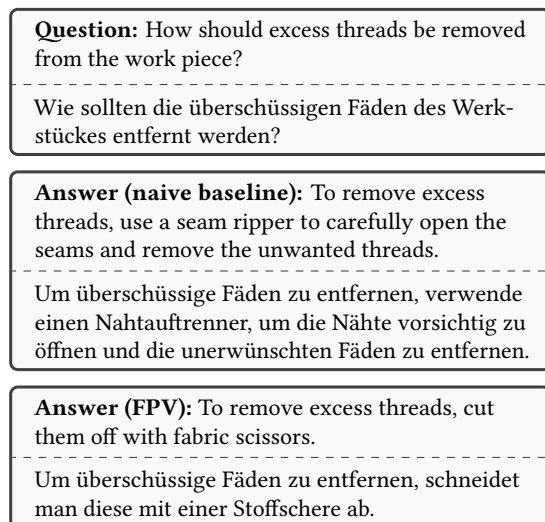 Question: How should excess threads be removed
from the work piece?
Wie sollten die überschüssigen Fäden des Werk-
stückes entfernt werden?
Answer (naive baseline): To remove excess
threads, use a seam ripper to carefully open the
seams and remove the unwanted threads.
Um überschüssige Fäden zu entfernen, verwende
einen Nahtauftrenner, um die Nähte vorsichtig zu
öffnen und die unerwünschten Fäden zu entfernen.
Answer (FPV): To remove excess threads, cut
them off with fabric scissors.
Um überschüssige Fäden zu entfernen, schneidet
man diese mit einer Stoffschere ab.